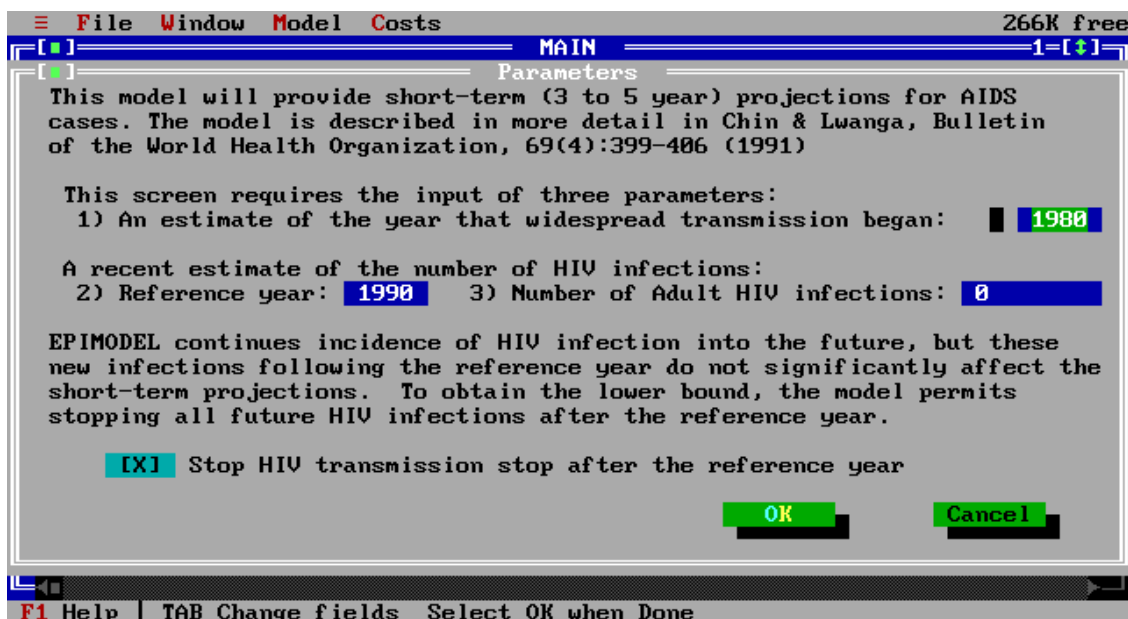 ≡ File Window Model Costs 266K free
[■] MAIN 1=[↕]
[■] Parameters
This model will provide short-term (3 to 5 year) projections for AIDS
cases. The model is described in more detail in Chin & Lwanga, Bulletin
of the World Health Organization, 69(4):399-406 (1991)
This screen requires the input of three parameters:
1) An estimate of the year that widespread transmission began: 1980
A recent estimate of the number of HIV infections:
2) Reference year: 1990 3) Number of Adult HIV infections: 0
EPIMODEL continues incidence of HIV infection into the future, but these
new infections following the reference year do not significantly affect the
short-term projections. To obtain the lower bound, the model permits
stopping all future HIV infections after the reference year.
[X] Stop HIV transmission stop after the reference year
OK Cancel
F1 Help | TAB Change fields Select OK when Done